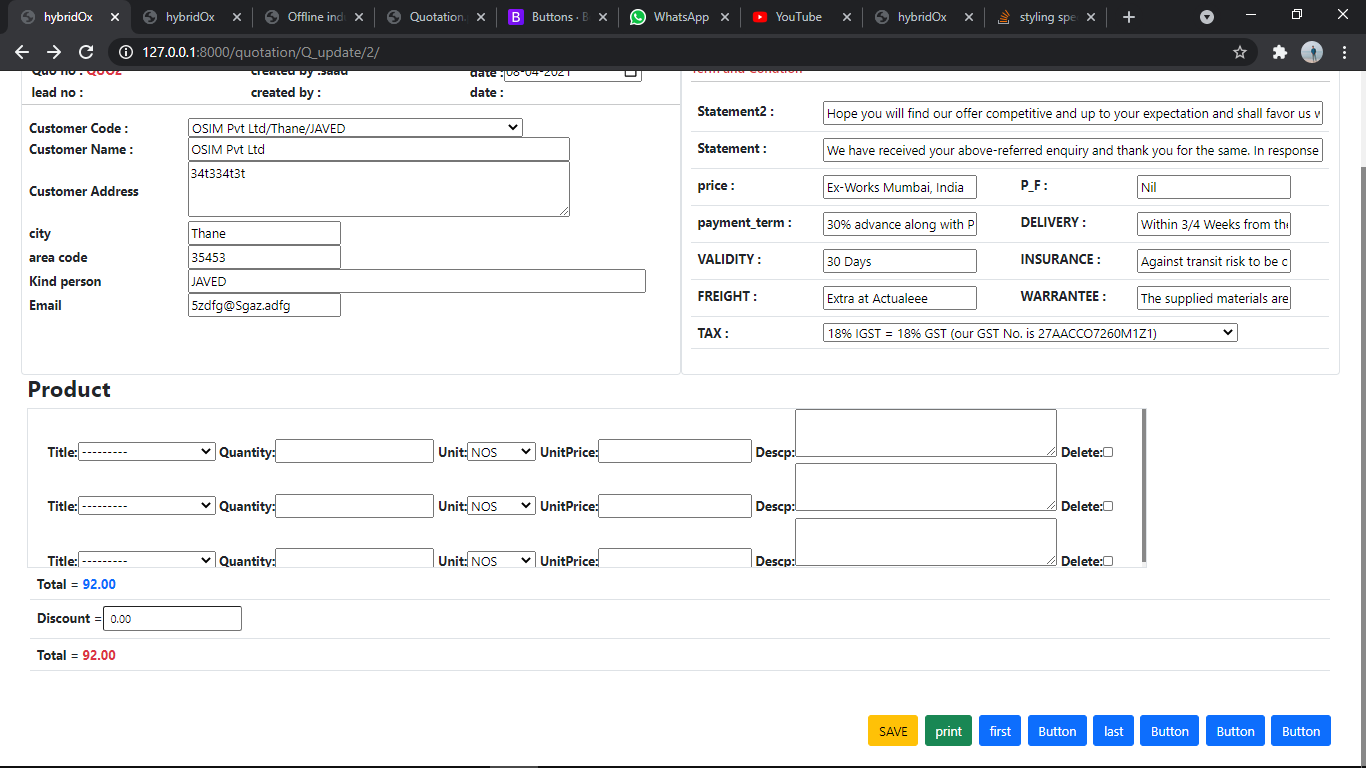 hybridOx hybridOx Offline ind Quotation. Buttons · B WhatsApp YouTube hybridOx styling spe
127.0.0.1:8000/quotation/Q_update/2/
Quo no : QUO2 created by :saad date : 08-04-2021 Term and Condition
lead no : created by : date :
Customer Code : OSIM Pvt Ltd/Thane/JAVED
Customer Name : OSIM Pvt Ltd
Customer Address 34t334t3t
city Thane
area code 35453
Kind person JAVED
Email 5zdfg@Sgaz.adfg
Statement2 : Hope you will find our offer competitive and up to your expectation and shall favor us w
Statement : We have received your above-referred enquiry and thank you for the same. In response
price : Ex-Works Mumbai, India P_F : Nil
payment_term : 30% advance along with P DELIVERY : Within 3/4 Weeks from the
VALIDITY : 30 Days INSURANCE : Against transit risk to be c
FREIGHT : Extra at Actualeee WARRANTEE : The supplied materials are
TAX : 18% IGST = 18% GST (our GST No. is 27AACCO7260M1Z1)
Product
Title: --------- Quantity: Unit: NOS UnitPrice: Descp: Delete:
Title: --------- Quantity: Unit: NOS UnitPrice: Descp: Delete:
Title: --------- Quantity: Unit: NOS UnitPrice: Descp: Delete:
Total = 92.00
Discount = 0.00
Total = 92.00
SAVE print first Button last Button Button Button